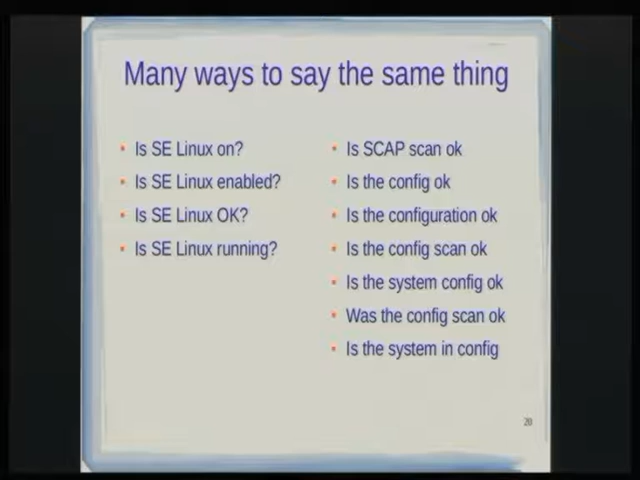 Many ways to say the same thing
• Is SE Linux on?
• Is SE Linux enabled?
• Is SE Linux OK?
• Is SE Linux running?
• Is SCAP scan ok
• Is the config ok
• Is the configuration ok
• Is the config scan ok
• Is the system config ok
• Was the config scan ok
• Is the system in config
20